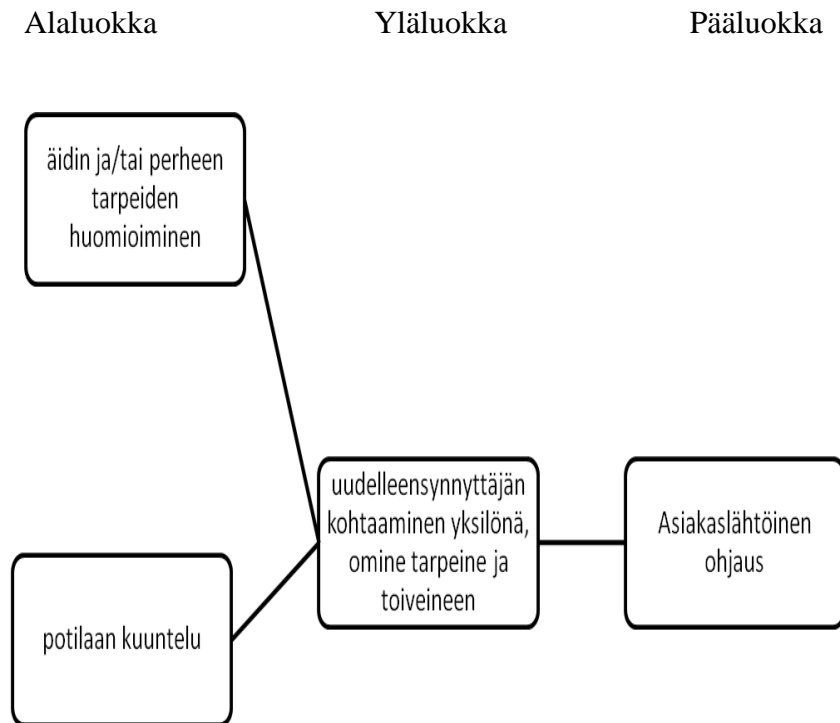 Alaluokka Yläluokka Pääluokka
äidin ja/tai perheen
tarpeiden
huomioiminen
potilaan kuuntelu
uudelleensynnyttäjän
kohtaaminen yksilönä,
omine tarpeine ja
toiveineen
Asiakaslähtöinen
ohjaus